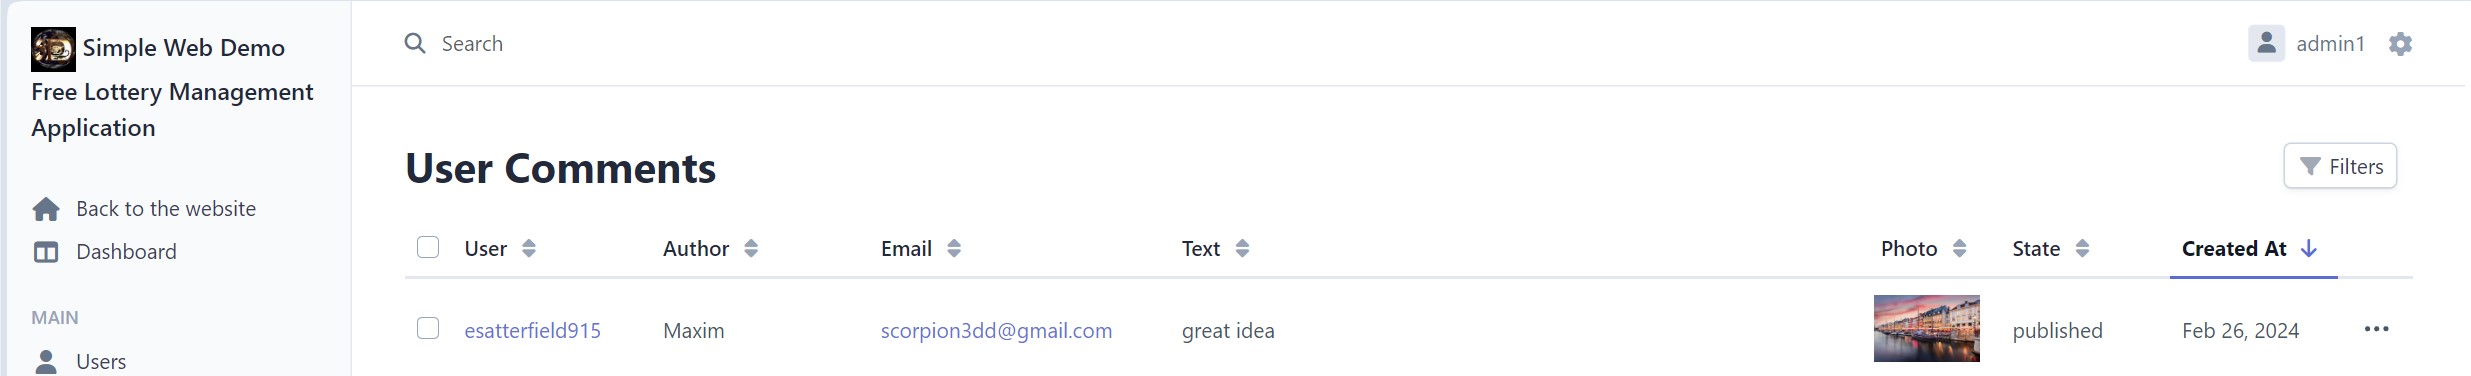 Simple Web Demo
Free Lottery Management
Application
Back to the website
Dashboard
MAIN
Users
Search
admin1
User Comments
Filters
User Author Email Text Photo State Created At
esatterfield915 Maxim scorpion3dd@gmail.com great idea published Feb 26, 2024